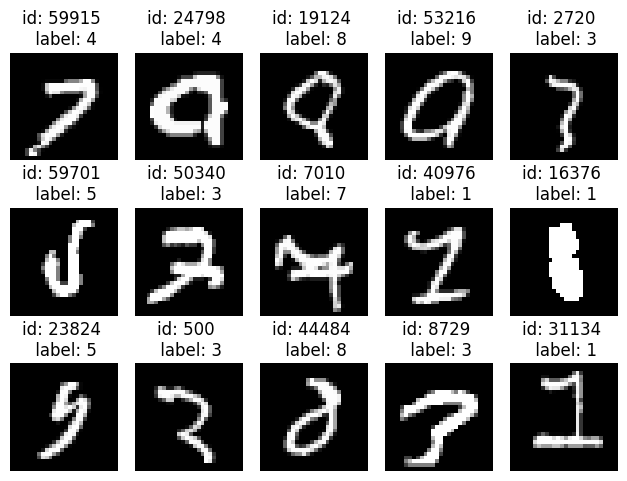 id: 59915
label: 4
id: 24798
label: 4
id: 19124
label: 8
id: 53216
label: 9
id: 2720
label: 3
id: 59701
label: 5
id: 50340
label: 3
id: 7010
label: 7
id: 40976
label: 1
id: 16376
label: 1
id: 23824
label: 5
id: 500
label: 3
id: 44484
label: 8
id: 8729
label: 3
id: 31134
label: 1